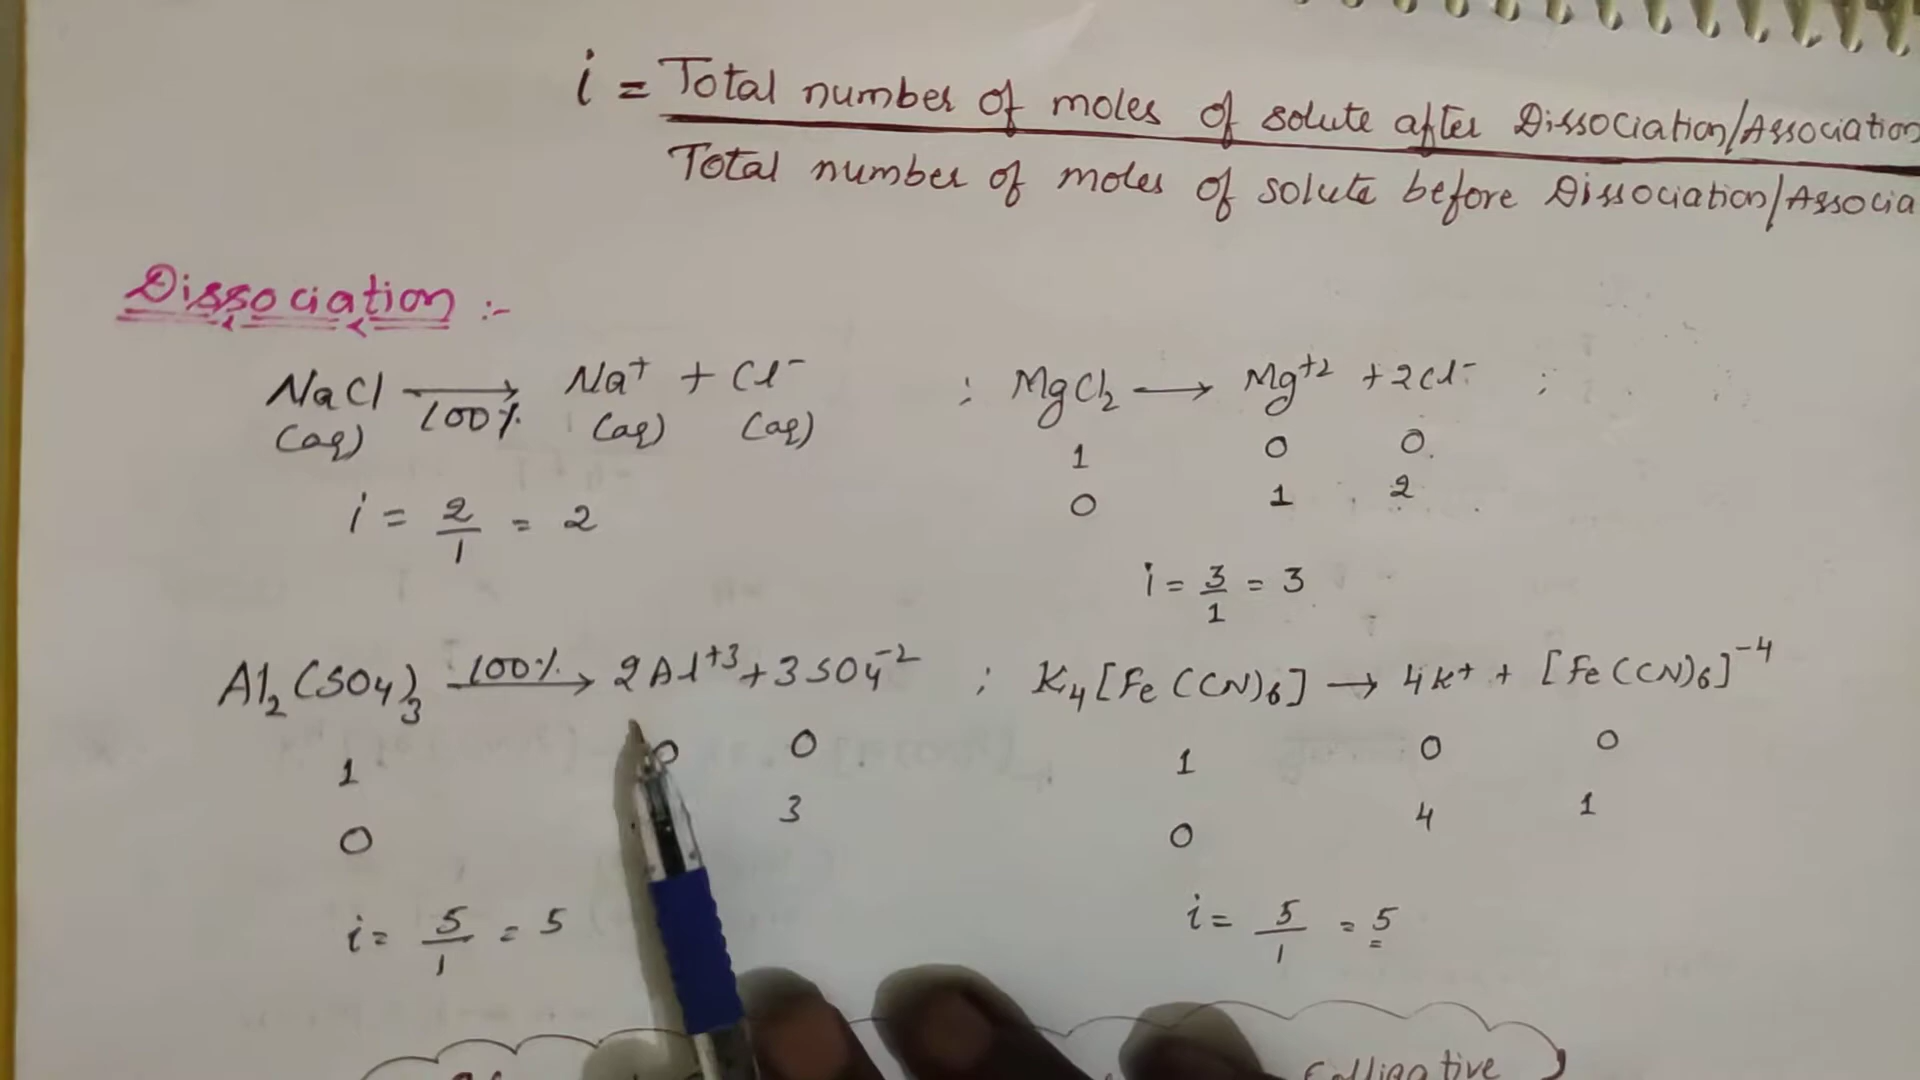 i = Total number of moles of solute after Dissociation/Association
Total number of moles of solute before Dissociation/Associa
Dissociation :-
NaCl (aq) —100%→ Na⁺ (aq) + Cl⁻ (aq)
i = 2/1 = 2
; MgCl₂ → Mg⁺² + 2Cl⁻ ;
1 0 0
0 1 2
i = 3/1 = 3
Al₂(SO₄)₃ —100%→ 2Al⁺³ + 3SO₄⁻²
1 0 0
0 3
i = 5/1 = 5
; K₄[Fe(CN)₆] → 4K⁺ + [Fe(CN)₆]⁻⁴
1 0 0
0 4 1
i = 5/1 = 5
Colligative